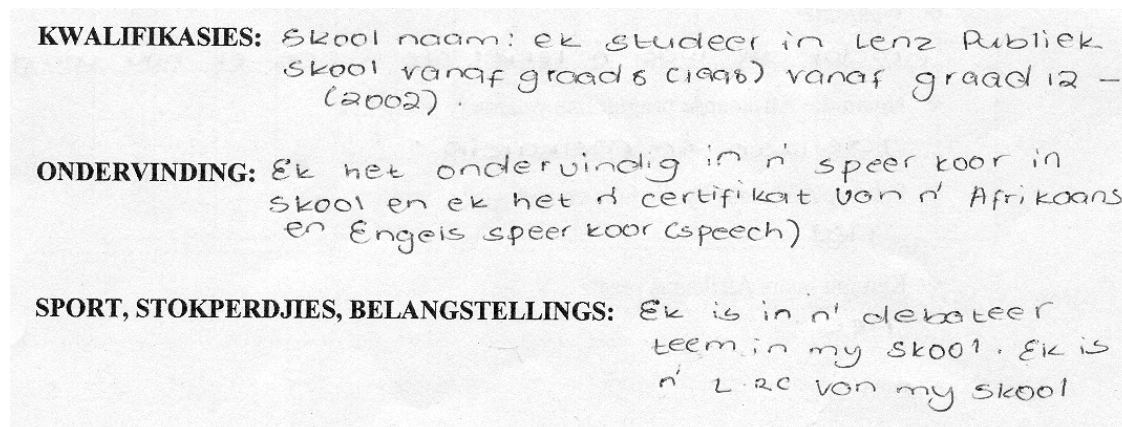 KWALIFIKASIES: Skool naam: ek studeer in Lenz Publiek
Skool vanaf graad 8 (1998) vanaf graad 12 –
(2002).
ONDERVINDING: Ek het ondervindig in n' speer koor in
Skool en ek het n' certifikat von n' Afrikaans
en Engels speer koor (speech)
SPORT, STOKPERDJIES, BELANGSTELLINGS: Ek is in n' debateer
teem in my skool. Ek is
n' L RC von my skool